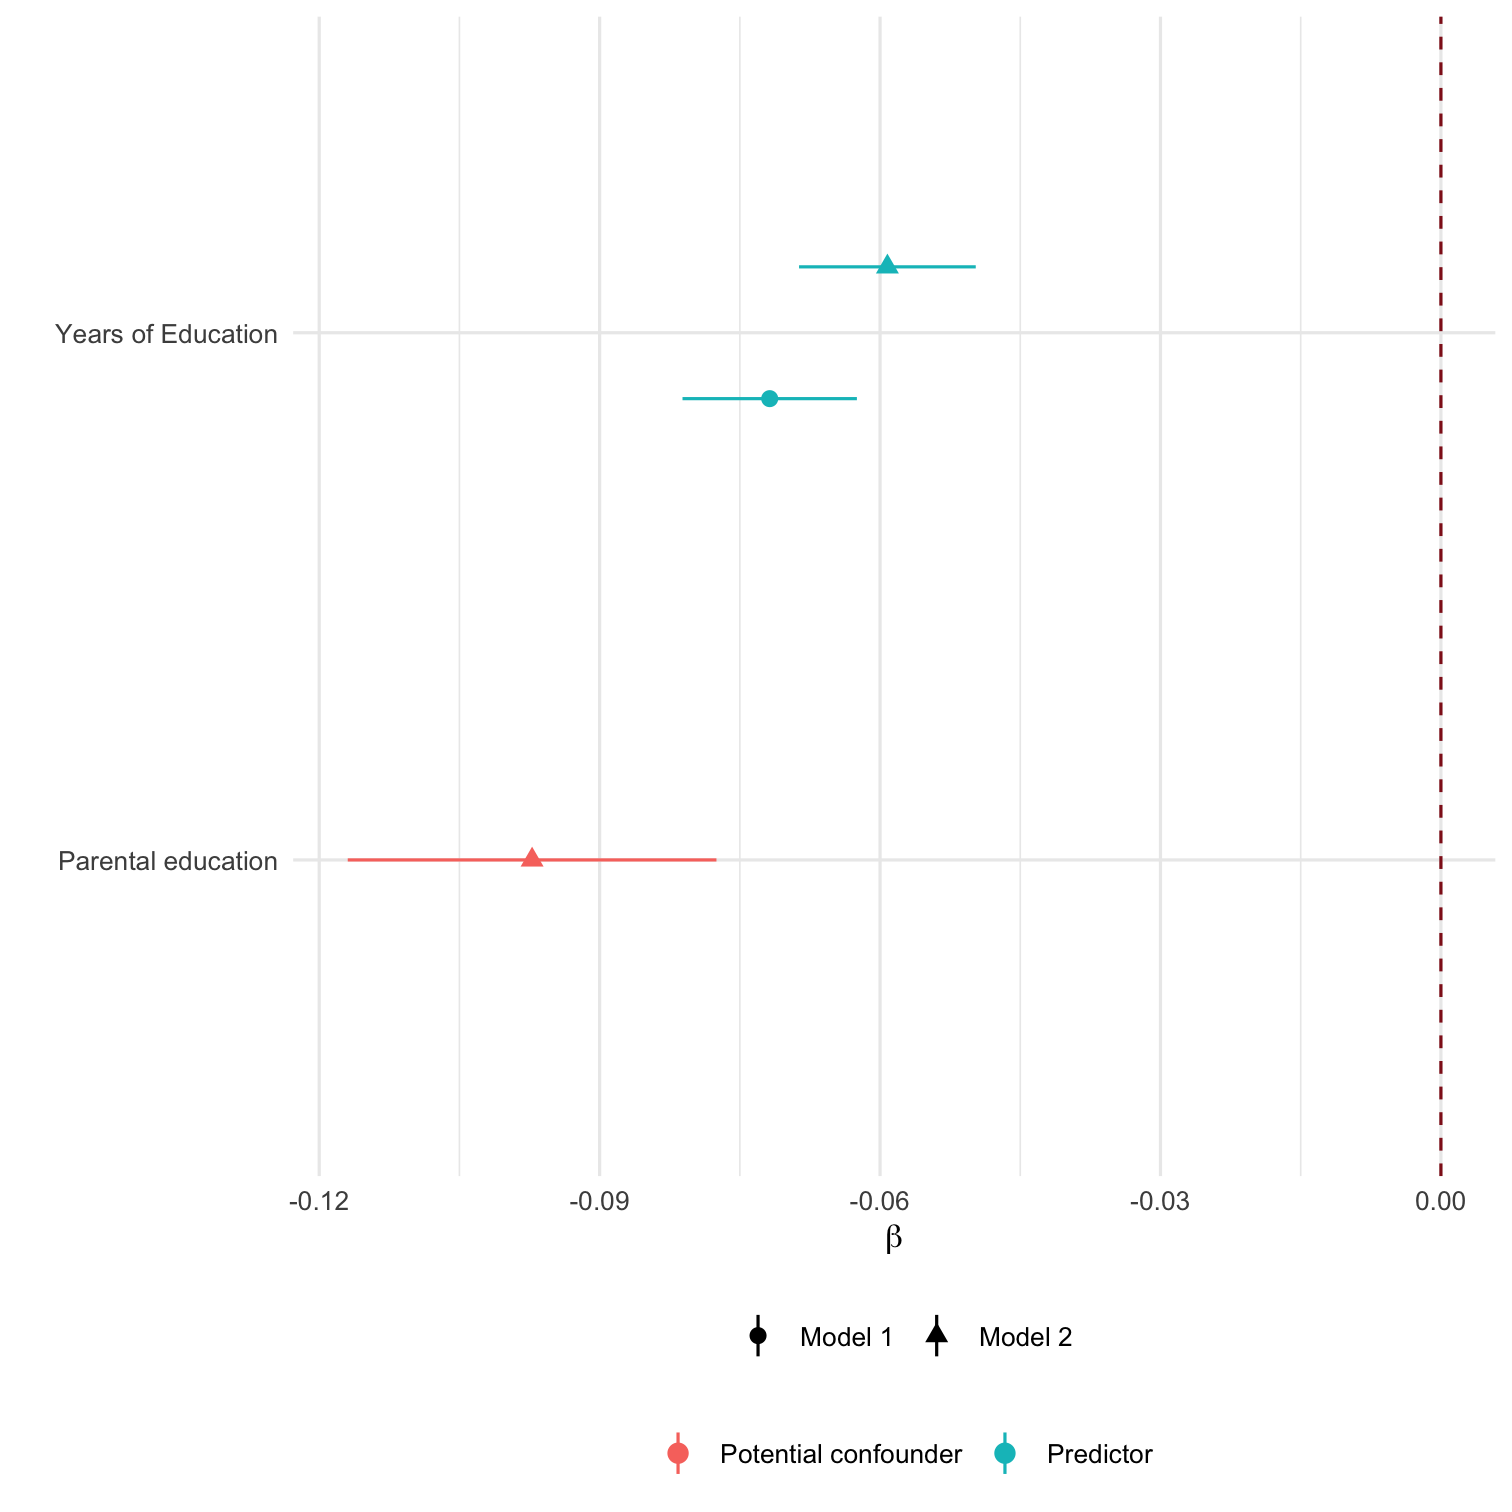 Years of Education
Parental education
-0.12 -0.09 -0.06 -0.03 0.00
β
Model 1 Model 2
Potential confounder Predictor